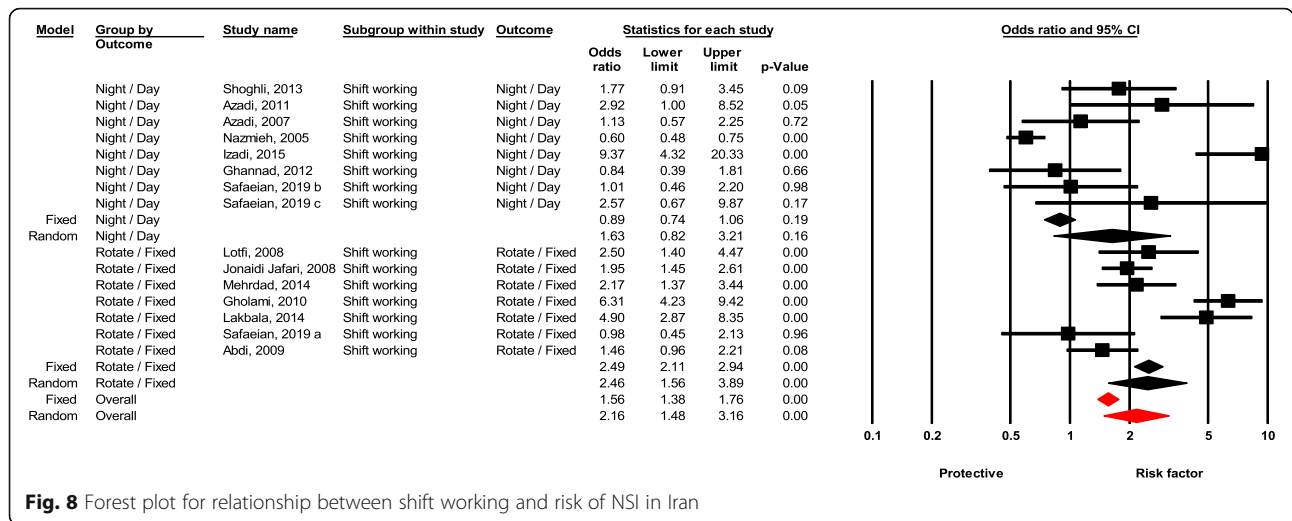 Model Group by Outcome Study name Subgroup within study Outcome Statistics for each study Odds ratio and 95% CI
Odds ratio Lower limit Upper limit p-Value
Night / Day Shoghli, 2013 Shift working Night / Day 1.77 0.91 3.45 0.09
Night / Day Azadi, 2011 Shift working Night / Day 2.92 1.00 8.52 0.05
Night / Day Azadi, 2007 Shift working Night / Day 1.13 0.57 2.25 0.72
Night / Day Nazmieh, 2005 Shift working Night / Day 0.60 0.48 0.75 0.00
Night / Day Izadi, 2015 Shift working Night / Day 9.37 4.32 20.33 0.00
Night / Day Ghannad, 2012 Shift working Night / Day 0.84 0.39 1.81 0.66
Night / Day Safaeian, 2019 b Shift working Night / Day 1.01 0.46 2.20 0.98
Night / Day Safaeian, 2019 c Shift working Night / Day 2.57 0.67 9.87 0.17
Fixed Night / Day 0.89 0.74 1.06 0.19
Random Night / Day 1.63 0.82 3.21 0.16
Rotate / Fixed Lotfi, 2008 Shift working Rotate / Fixed 2.50 1.40 4.47 0.00
Rotate / Fixed Jonaidi Jafari, 2008 Shift working Rotate / Fixed 1.95 1.45 2.61 0.00
Rotate / Fixed Mehrdad, 2014 Shift working Rotate / Fixed 2.17 1.37 3.44 0.00
Rotate / Fixed Gholami, 2010 Shift working Rotate / Fixed 6.31 4.23 9.42 0.00
Rotate / Fixed Lakbala, 2014 Shift working Rotate / Fixed 4.90 2.87 8.35 0.00
Rotate / Fixed Safaeian, 2019 a Shift working Rotate / Fixed 0.98 0.45 2.13 0.96
Rotate / Fixed Abdi, 2009 Shift working Rotate / Fixed 1.46 0.96 2.21 0.08
Fixed Rotate / Fixed 2.49 2.11 2.94 0.00
Random Rotate / Fixed 2.46 1.56 3.89 0.00
Fixed Overall 1.56 1.38 1.76 0.00
Random Overall 2.16 1.48 3.16 0.00
0.1 0.2 0.5 1 2 5 10
Protective Risk factor
Fig. 8 Forest plot for relationship between shift working and risk of NSI in Iran